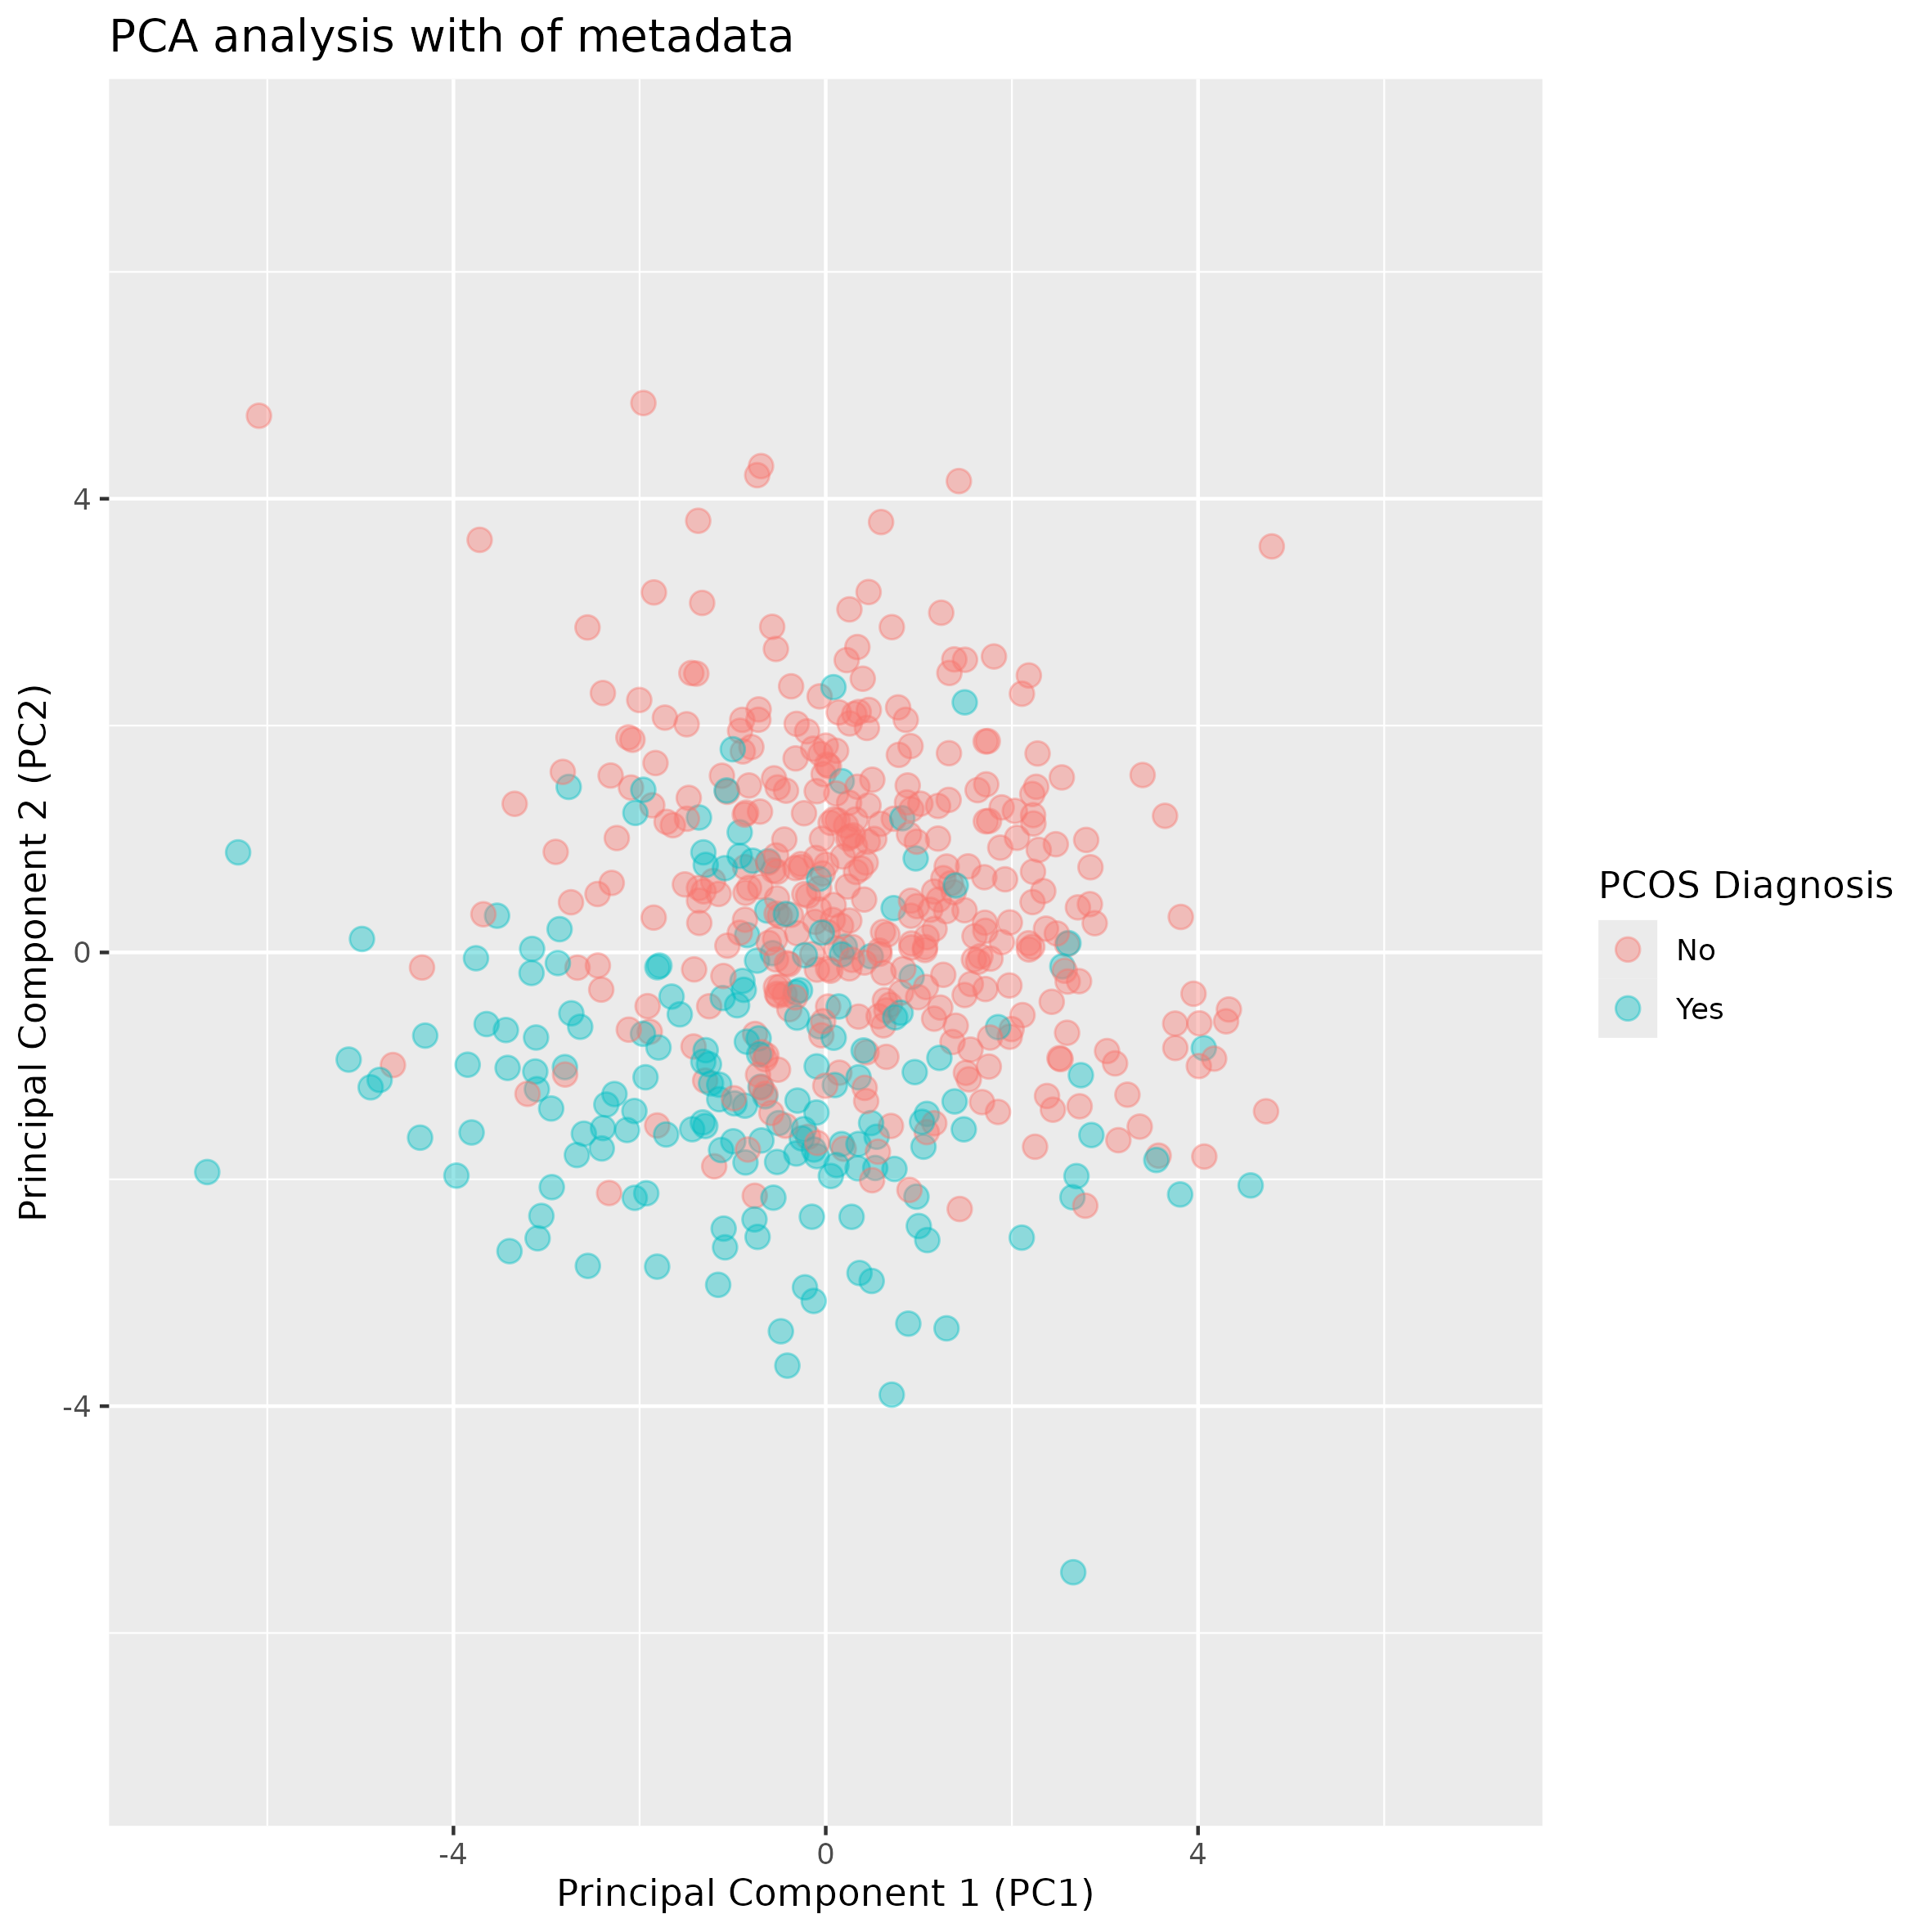 PCA analysis with of metadata
Principal Component 2 (PC2)
4
0
-4
-4
0
4
Principal Component 1 (PC1)
PCOS Diagnosis
No
Yes